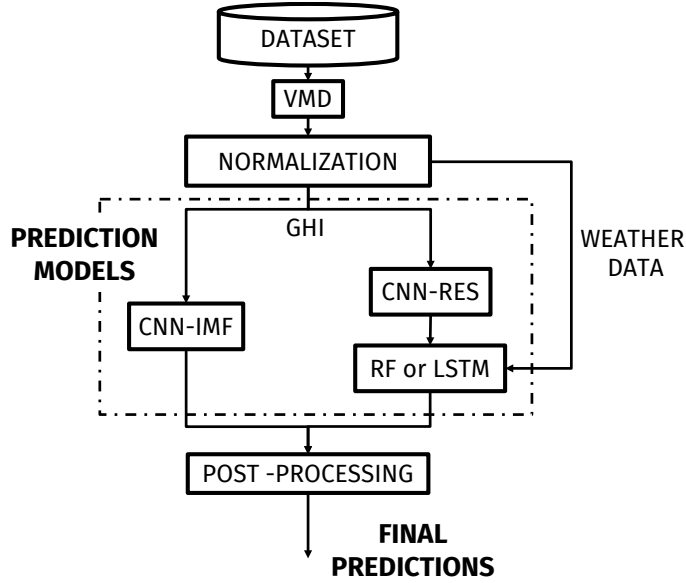 DATASET
VMD
NORMALIZATION
GHI
PREDICTION
MODELS
WEATHER
DATA
CNN-RES
CNN-IMF
RF or LSTM
POST -PROCESSING
FINAL
PREDICTIONS